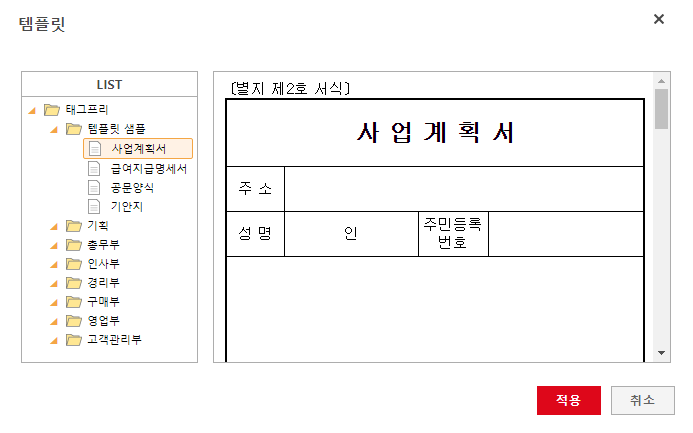 템플릿
LIST
태그프리
템플릿 샘플
사업계획서
급여지급명세서
공문양식
기안지
기획
총무부
인사부
경리부
구매부
영업부
고객관리부
(별지 제2호 서식)
사 업 계 획 서
주 소
성 명 인 주민등록
번호
적용 취소